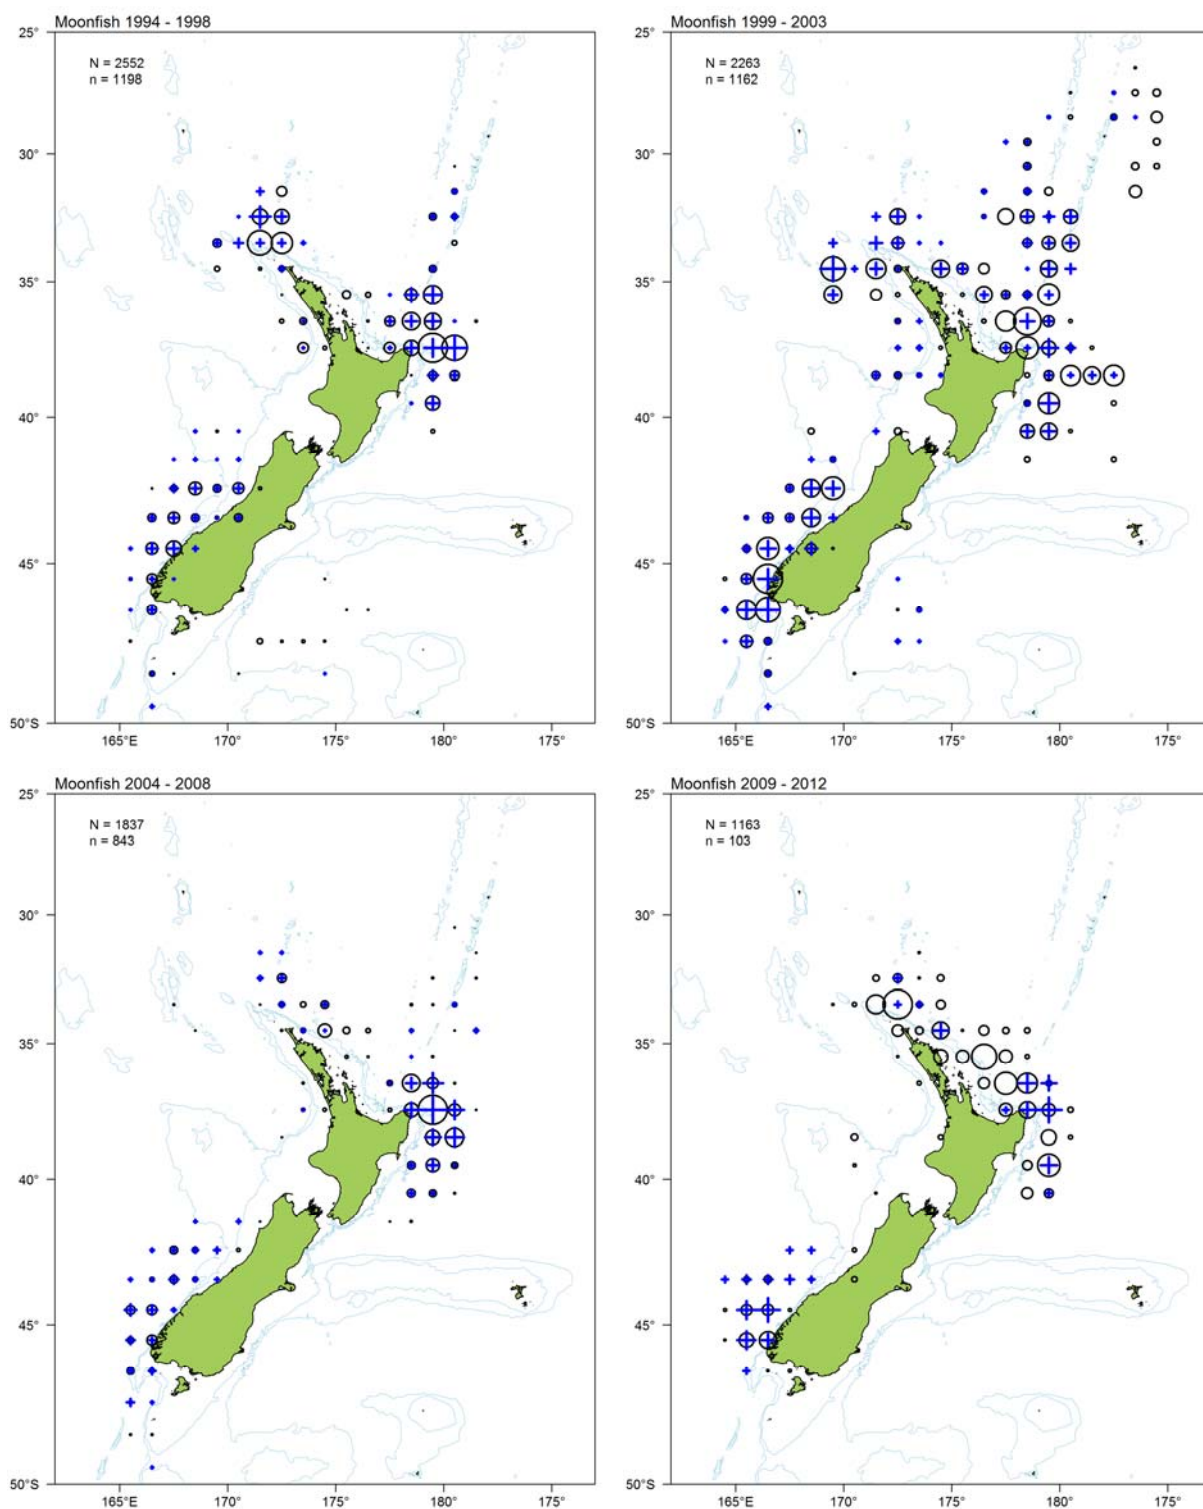 Moonfish 1994 - 1998
25°
N = 2552
n = 1198
30°
35°
40°
45°
50°S
165°E
170°
175°
180°
175°
Moonfish 1999 - 2003
25°
N = 2263
n = 1162
30°
35°
40°
45°
50°S
165°E
170°
175°
180°
175°
Moonfish 2004 - 2008
25°
N = 1837
n = 843
30°
35°
40°
45°
50°S
165°E
170°
175°
180°
175°
Moonfish 2009 - 2012
25°
N = 1163
n = 103
30°
35°
40°
45°
50°S
165°E
170°
175°
180°
175°